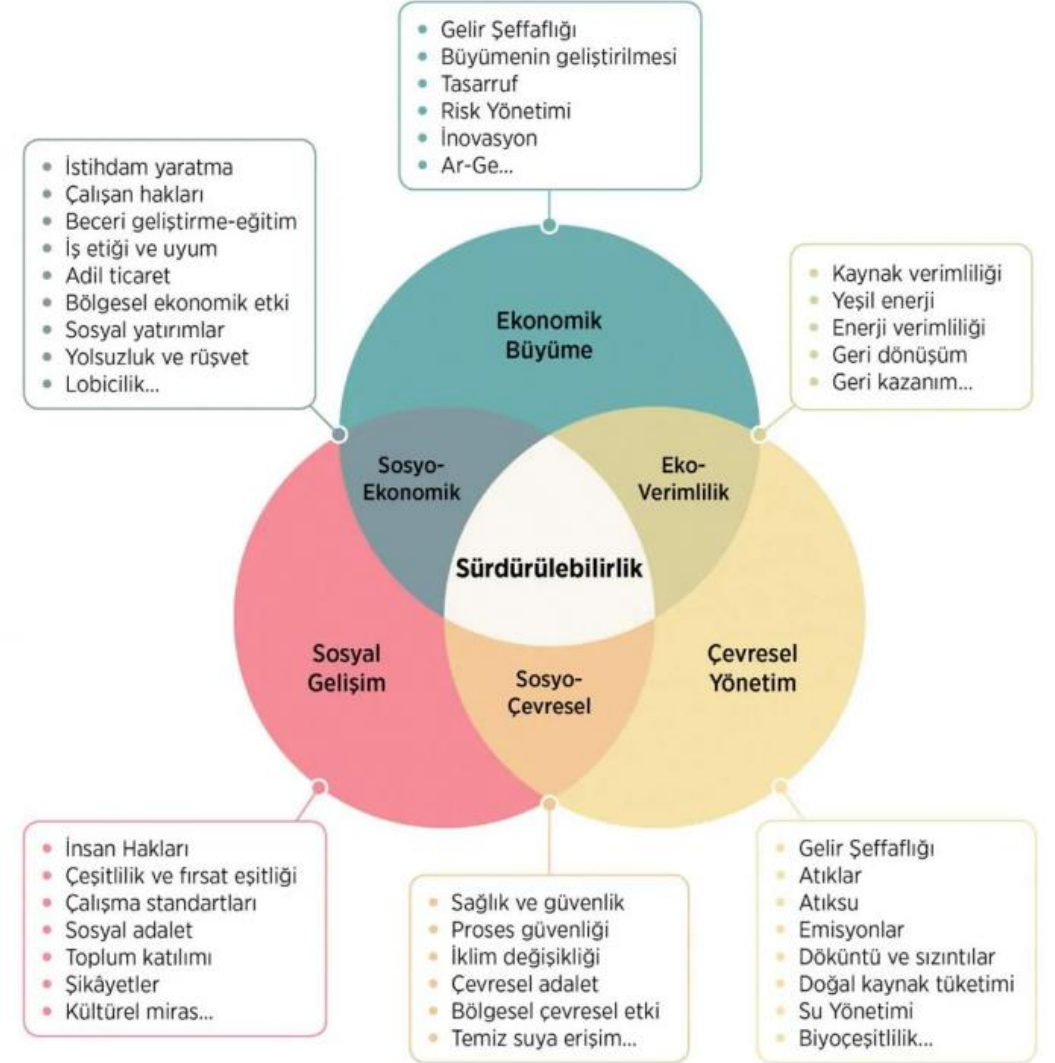 Gelir Şeffaflığı
Büyümenin geliştirilmesi
Tasarruf
Risk Yönetimi
İnovasyon
Ar-Ge...
İstihdam yaratma
Çalışan hakları
Beceri geliştirme-eğitim
İş etiği ve uyum
Adil ticaret
Bölgesel ekonomik etki
Sosyal yatırımlar
Yolsuzluk ve rüşvet
Lobicilik...
Kaynak verimliliği
Yeşil enerji
Enerji verimliliği
Geri dönüşüm
Geri kazanım...
Ekonomik
Büyüme
Sosyo-
Ekonomik
Eko-
Verimlilik
Sürdürülebilirlik
Sosyal
Gelişim
Sosyo-
Çevresel
Çevresel
Yönetim
İnsan Hakları
Çeşitlilik ve fırsat eşitliği
Çalışma standartları
Sosyal adalet
Toplum katılımı
Şikâyetler
Kültürel miras...
Sağlık ve güvenlik
Proses güvenliği
İklim değişikliği
Çevresel adalet
Bölgesel çevresel etki
Temiz suya erişim...
Gelir Şeffaflığı
Atıklar
Atıksu
Emisyonlar
Döküntü ve sızıntılar
Doğal kaynak tüketimi
Su Yönetimi
Biyoçeşitlilik...